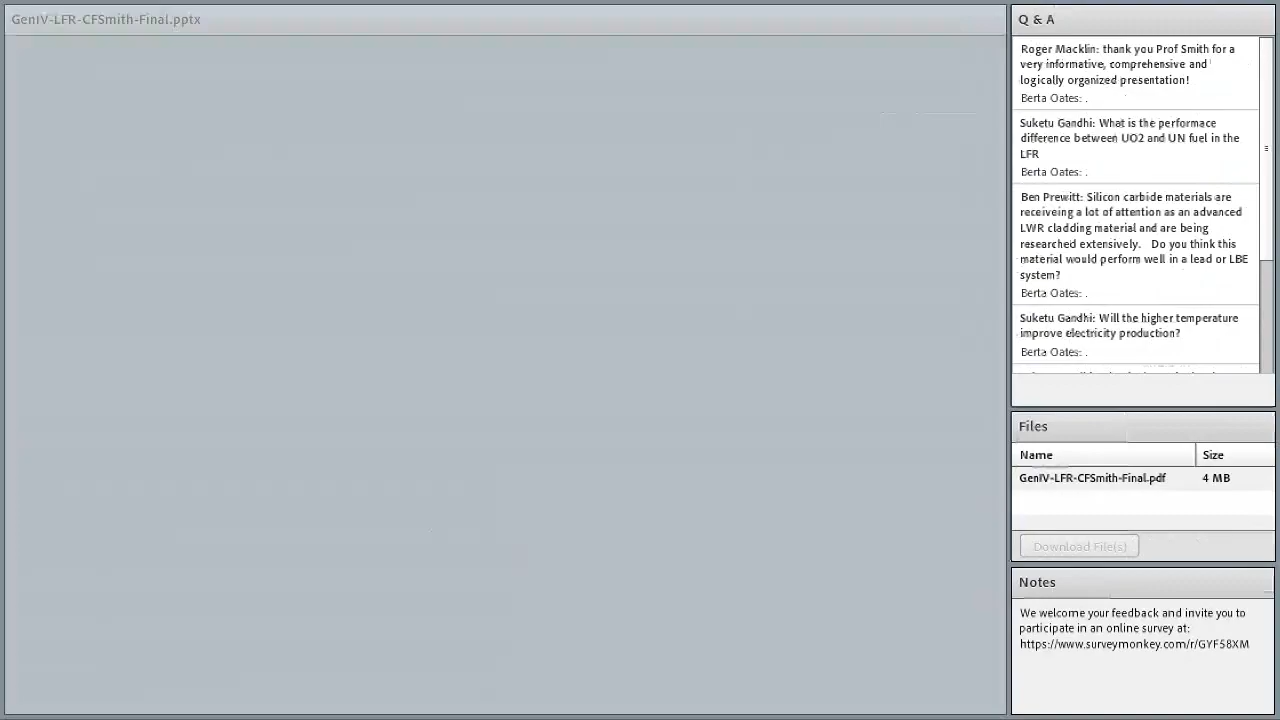 GenIV-LFR-CFSmith-Final.pptx
Q & A
Roger Macklin: thank you Prof Smith for a
very informative, comprehensive and
logically organized presentation!
Berta Oates: .
Suketu Gandhi: What is the performace
difference between UO2 and UN fuel in the
LFR
Berta Oates: .
Ben Prewitt: Silicon carbide materials are
receiveing a lot of attention as an advanced
LWR cladding material and are being
researched extensively. Do you think this
material would perform well in a lead or LBE
system?
Berta Oates: .
Suketu Gandhi: Will the higher temperature
improve electricity production?
Berta Oates: .
Files
Name Size
GenIV-LFR-CFSmith-Final.pdf 4 MB
Download File(s)
Notes
We welcome your feedback and invite you to
participate in an online survey at:
https://www.surveymonkey.com/r/GYF58XM